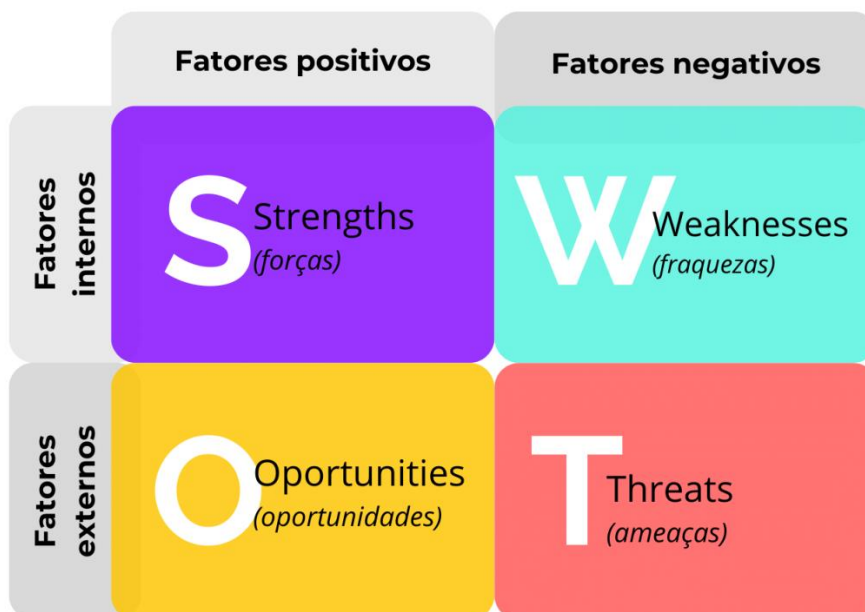 Fatores positivos
Fatores negativos
Fatores
internos
S
Strengths
(forças)
W
Weaknesses
(fraquezas)
Fatores
externos
O
Oportunities
(oportunidades)
T
Threats
(ameaças)